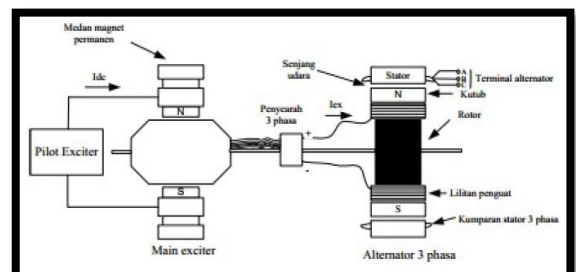 Medan magnet
permanen
Idc
N
Pilot Exciter
S
Main exciter
Penyearah
3 phasa
Iex
+
-
Senjang
udara
Stator
A
B
C
Terminal alternator
N
Kutub
Rotor
Lilitan penguat
S
Kumparan stator 3 phasa
Alternator 3 phasa